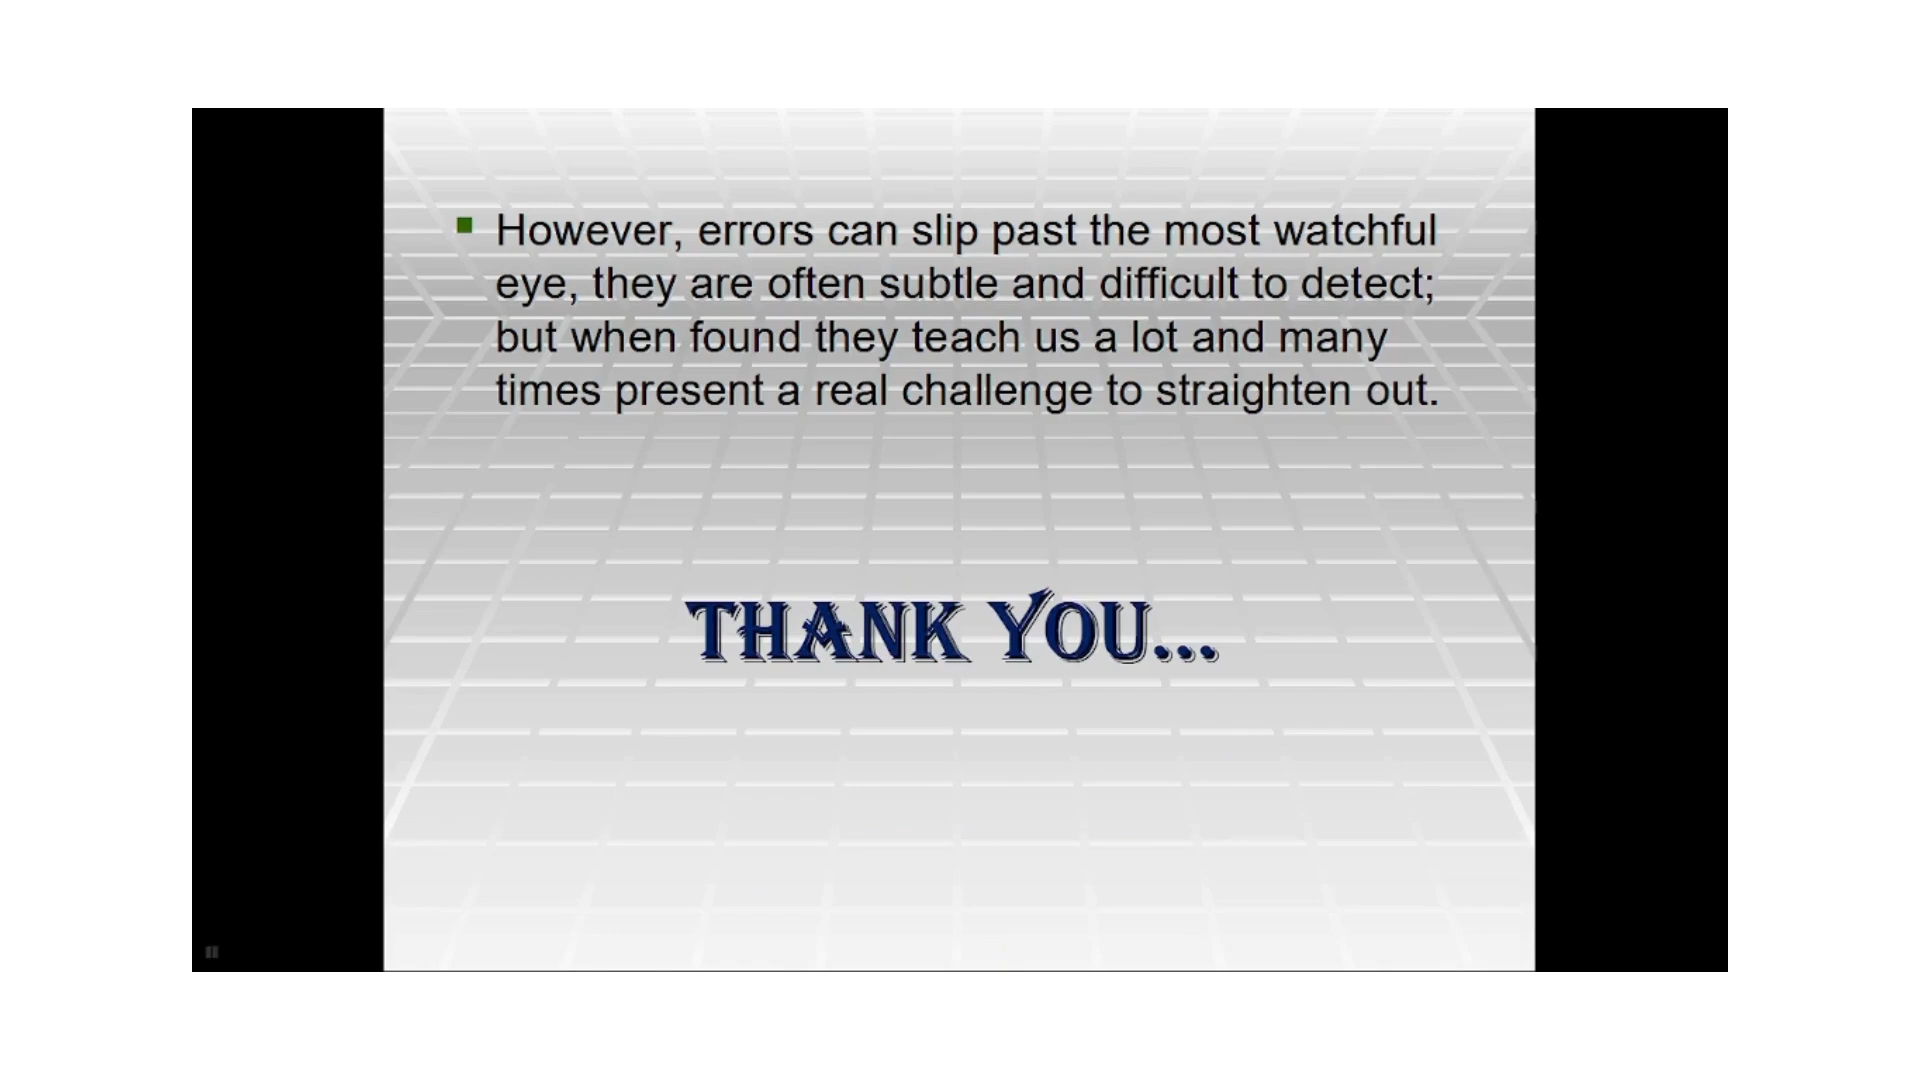 However, errors can slip past the most watchful
eye, they are often subtle and difficult to detect;
but when found they teach us a lot and many
times present a real challenge to straighten out.
THANK YOU...